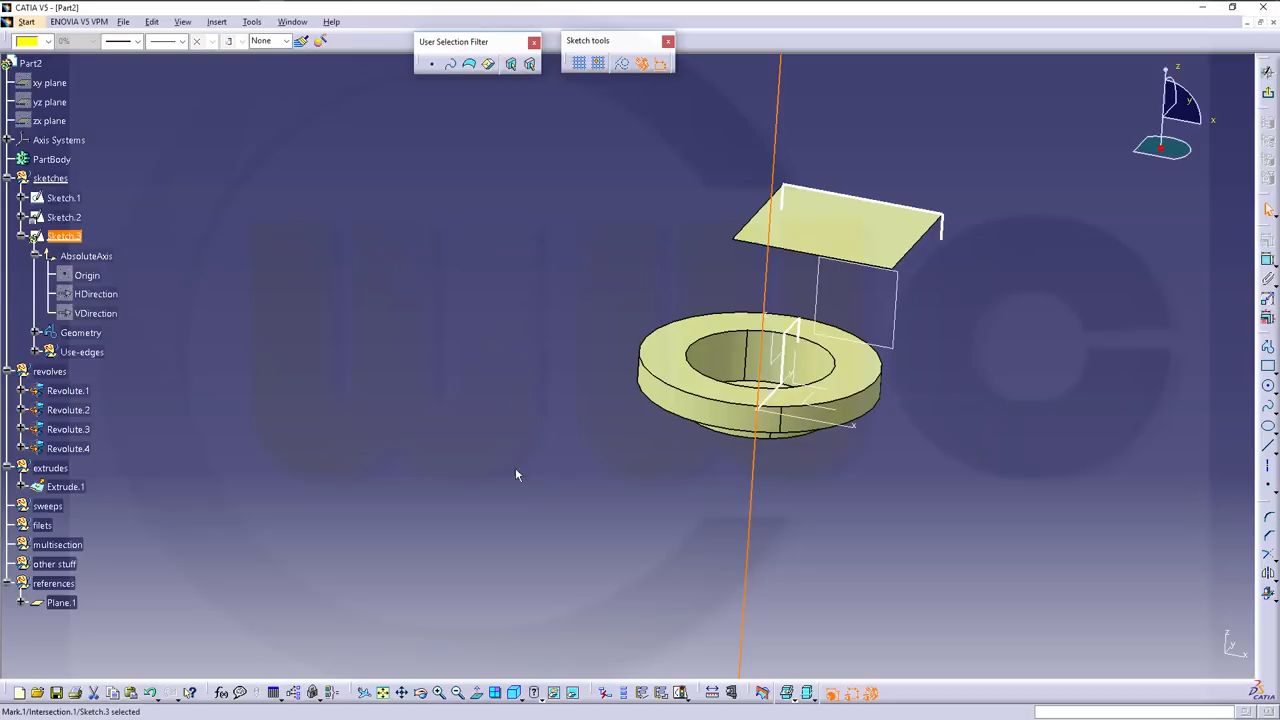 CATIA V5 - [Part2]
Start ENOVIA V5 VPM File Edit View Insert Tools Window Help
0% None
User Selection Filter
Sketch tools
Part2
xy plane
yz plane
zx plane
Axis Systems
PartBody
sketches
Sketch.1
Sketch.2
Sketch.3
AbsoluteAxis
Origin
HDirection
VDirection
Geometry
Use-edges
revolves
Revolute.1
Revolute.2
Revolute.3
Revolute.4
extrudes
Extrude.1
sweeps
filets
multisection
other stuff
references
Plane.1
z
y
x
x
z
y
x
Mark.1/Intersection.1/Sketch.3 selected
CATIA